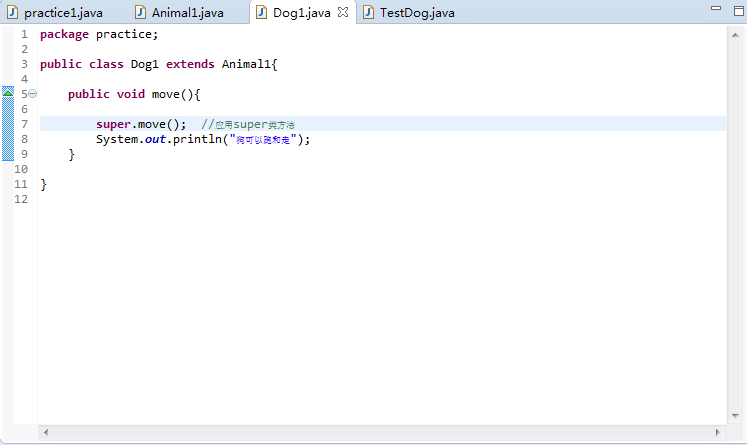 practice1.java Animal1.java Dog1.java TestDog.java
1 package practice;
2
3 public class Dog1 extends Animal1{
4
5 public void move(){
6
7 super.move(); //应用super类方法
8 System.out.println("狗可以跑和走");
9 }
10
11 }
12